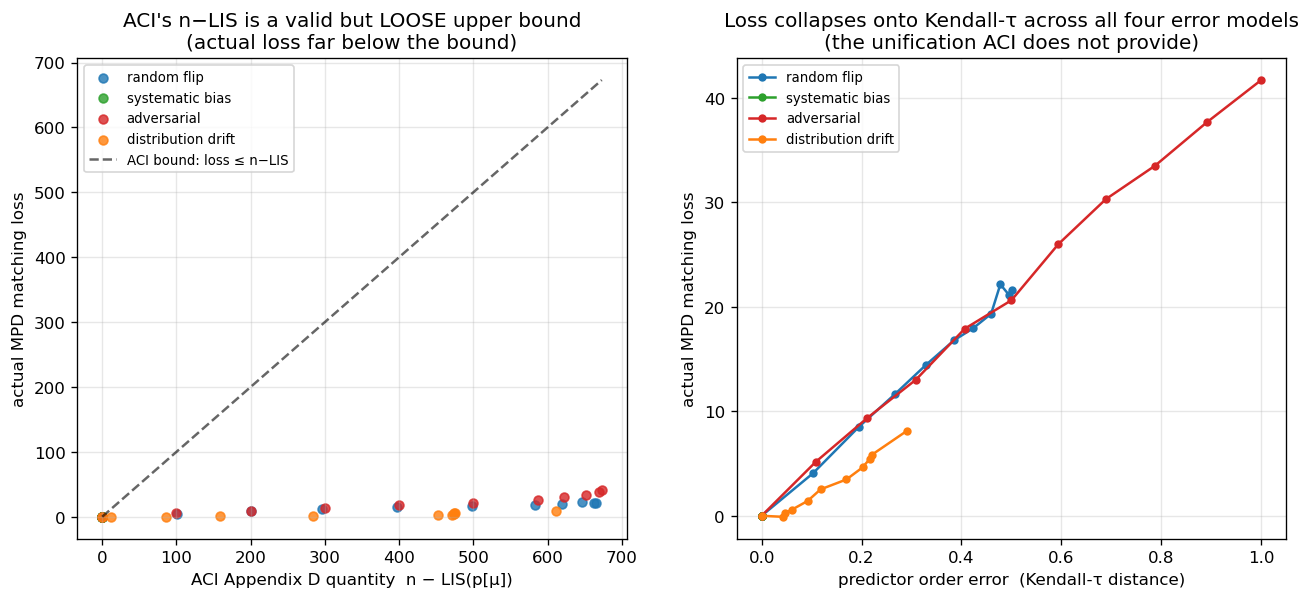 ACI's n−LIS is a valid but LOOSE upper bound
(actual loss far below the bound)
700
600
500
400
300
200
100
0
actual MPD matching loss
random flip
systematic bias
adversarial
distribution drift
ACI bound: loss ≤ n−LIS
0 100 200 300 400 500 600 700
ACI Appendix D quantity n − LIS(p[μ])
Loss collapses onto Kendall-τ across all four error models
(the unification ACI does not provide)
40
30
20
10
0
actual MPD matching loss
random flip
systematic bias
adversarial
distribution drift
0.0 0.2 0.4 0.6 0.8 1.0
predictor order error (Kendall-τ distance)